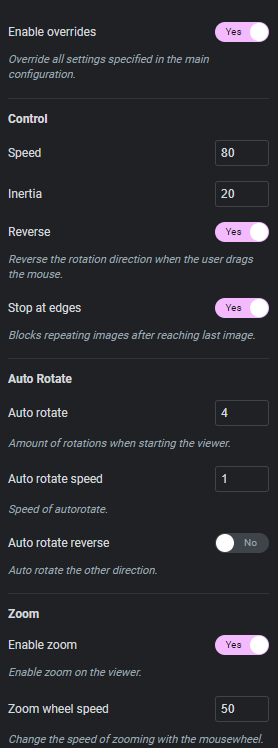 Enable overrides
Yes
Override all settings specified in the main
configuration.
Control
Speed
80
Inertia
20
Reverse
Yes
Reverse the rotation direction when the user drags
the mouse.
Stop at edges
Yes
Blocks repeating images after reaching last image.
Auto Rotate
Auto rotate
4
Amount of rotations when starting the viewer.
Auto rotate speed
1
Speed of autorotate.
Auto rotate reverse
No
Auto rotate the other direction.
Zoom
Enable zoom
Yes
Enable zoom on the viewer.
Zoom wheel speed
50
Change the speed of zooming with the mousewheel.